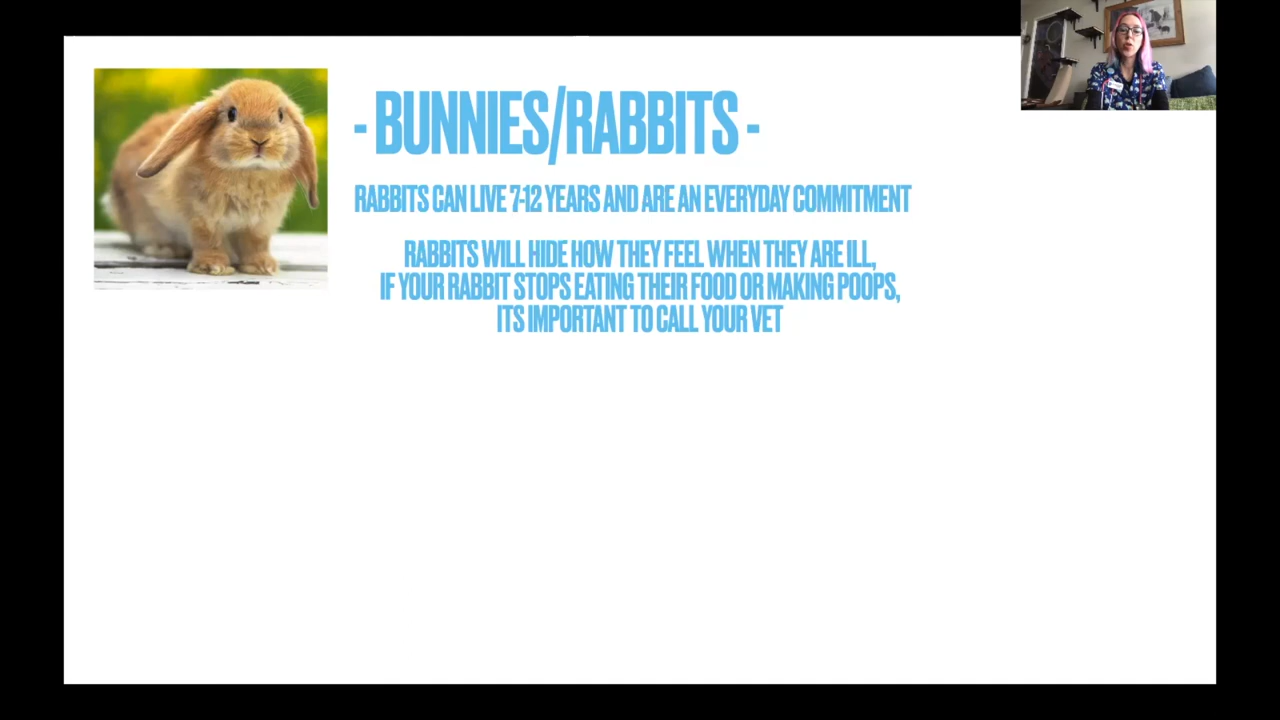 - BUNNIES/RABBITS -
RABBITS CAN LIVE 7-12 YEARS AND ARE AN EVERYDAY COMMITMENT
RABBITS WILL HIDE HOW THEY FEEL WHEN THEY ARE ILL,
IF YOUR RABBIT STOPS EATING THEIR FOOD OR MAKING POOPS,
ITS IMPORTANT TO CALL YOUR VET